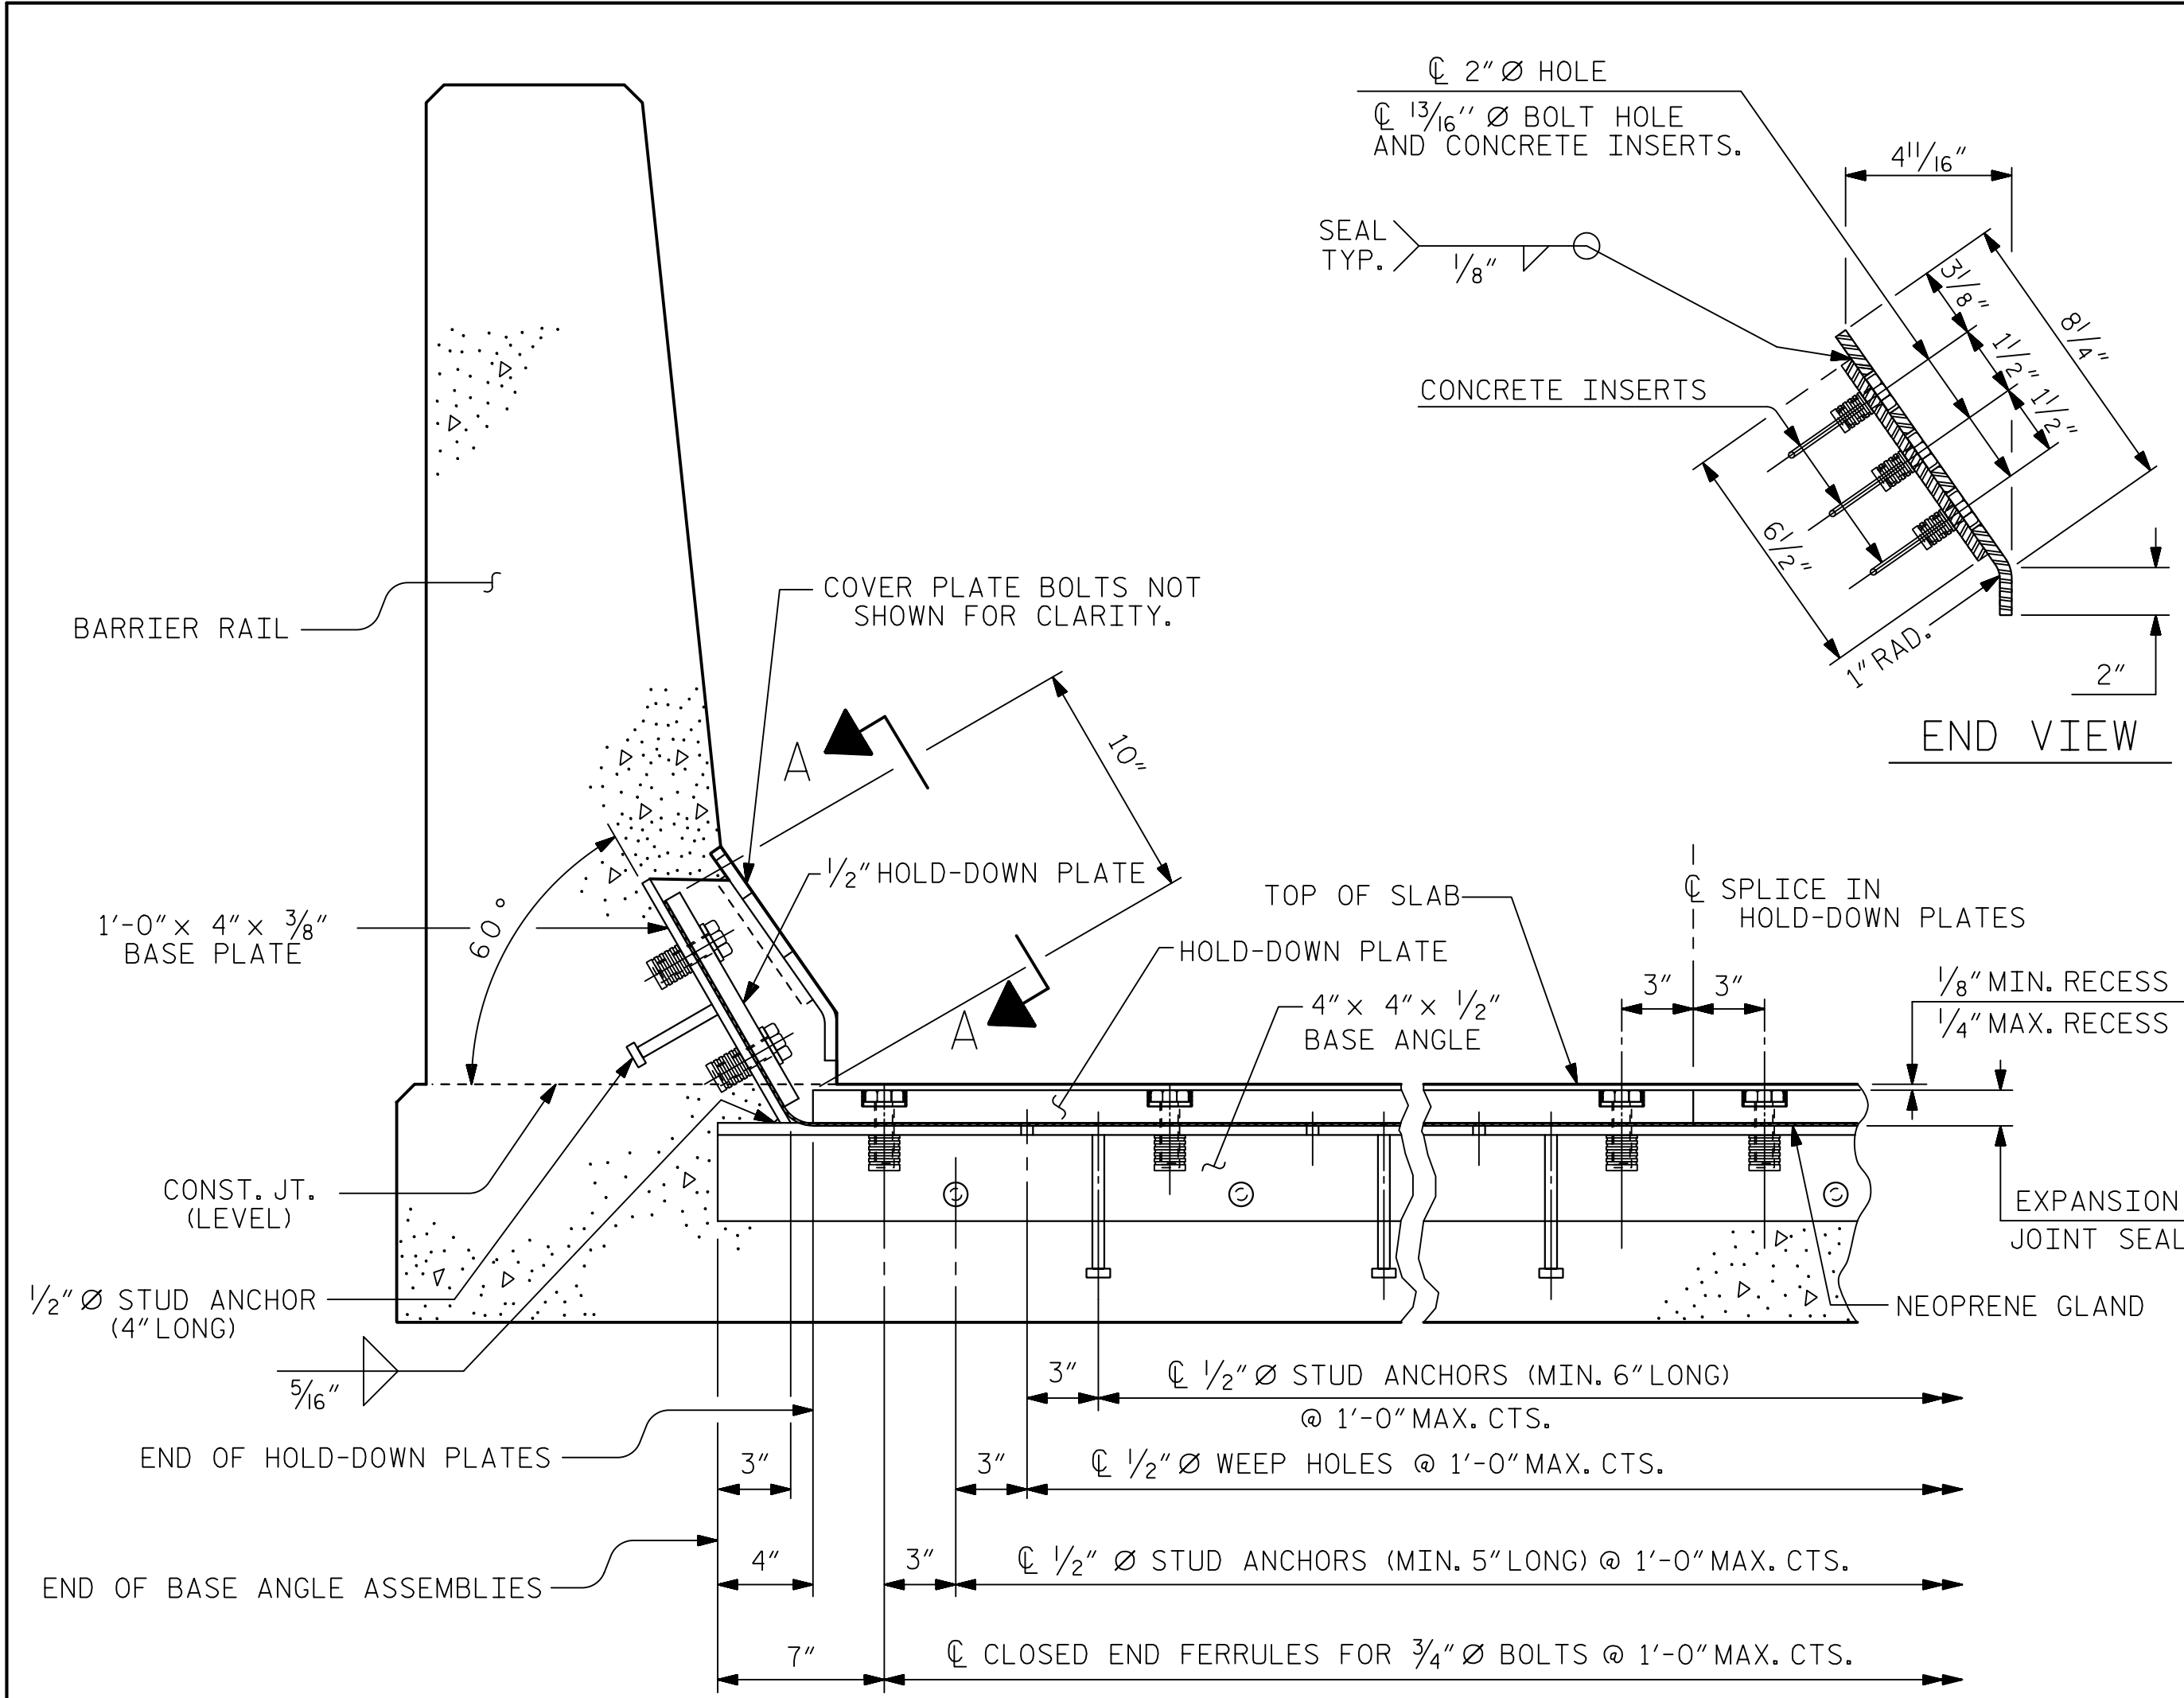 ℄ 2" Ø HOLE
℄ 13/16'' Ø BOLT HOLE
AND CONCRETE INSERTS.
4 11/16"
SEAL
TYP.
1/8"
3 1/8"
8 1/4"
1 1/2"
1 1/2"
CONCRETE INSERTS
6 1/2"
1" RAD.
2"
END VIEW
COVER PLATE BOLTS NOT
SHOWN FOR CLARITY.
BARRIER RAIL
A
10"
1/2" HOLD-DOWN PLATE
TOP OF SLAB
℄ SPLICE IN
HOLD-DOWN PLATES
1'-0" x 4" x 3/8"
BASE PLATE
60°
HOLD-DOWN PLATE
3"
3"
1/8" MIN. RECESS
1/4" MAX. RECESS
4" x 4" x 1/2"
BASE ANGLE
A
CONST. JT.
(LEVEL)
EXPANSION
JOINT SEAL
1/2" Ø STUD ANCHOR
(4" LONG)
NEOPRENE GLAND
5/16"
3"
℄ 1/2" Ø STUD ANCHORS (MIN. 6" LONG)
@ 1'-0" MAX. CTS.
END OF HOLD-DOWN PLATES
3"
3"
℄ 1/2" Ø WEEP HOLES @ 1'-0" MAX. CTS.
END OF BASE ANGLE ASSEMBLIES
4"
3"
℄ 1/2" Ø STUD ANCHORS (MIN. 5" LONG) @ 1'-0" MAX. CTS.
7"
℄ CLOSED END FERRULES FOR 3/4" Ø BOLTS @ 1'-0" MAX. CTS.